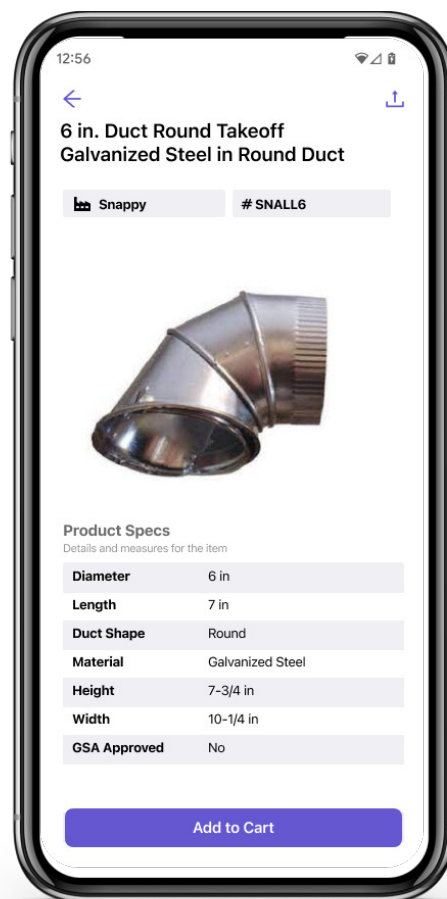 12:56
6 in. Duct Round Takeoff
Galvanized Steel in Round Duct
Snappy
# SNALL6
Product Specs
Details and measures for the item
Diameter 6 in
Length 7 in
Duct Shape Round
Material Galvanized Steel
Height 7-3/4 in
Width 10-1/4 in
GSA Approved No
Add to Cart